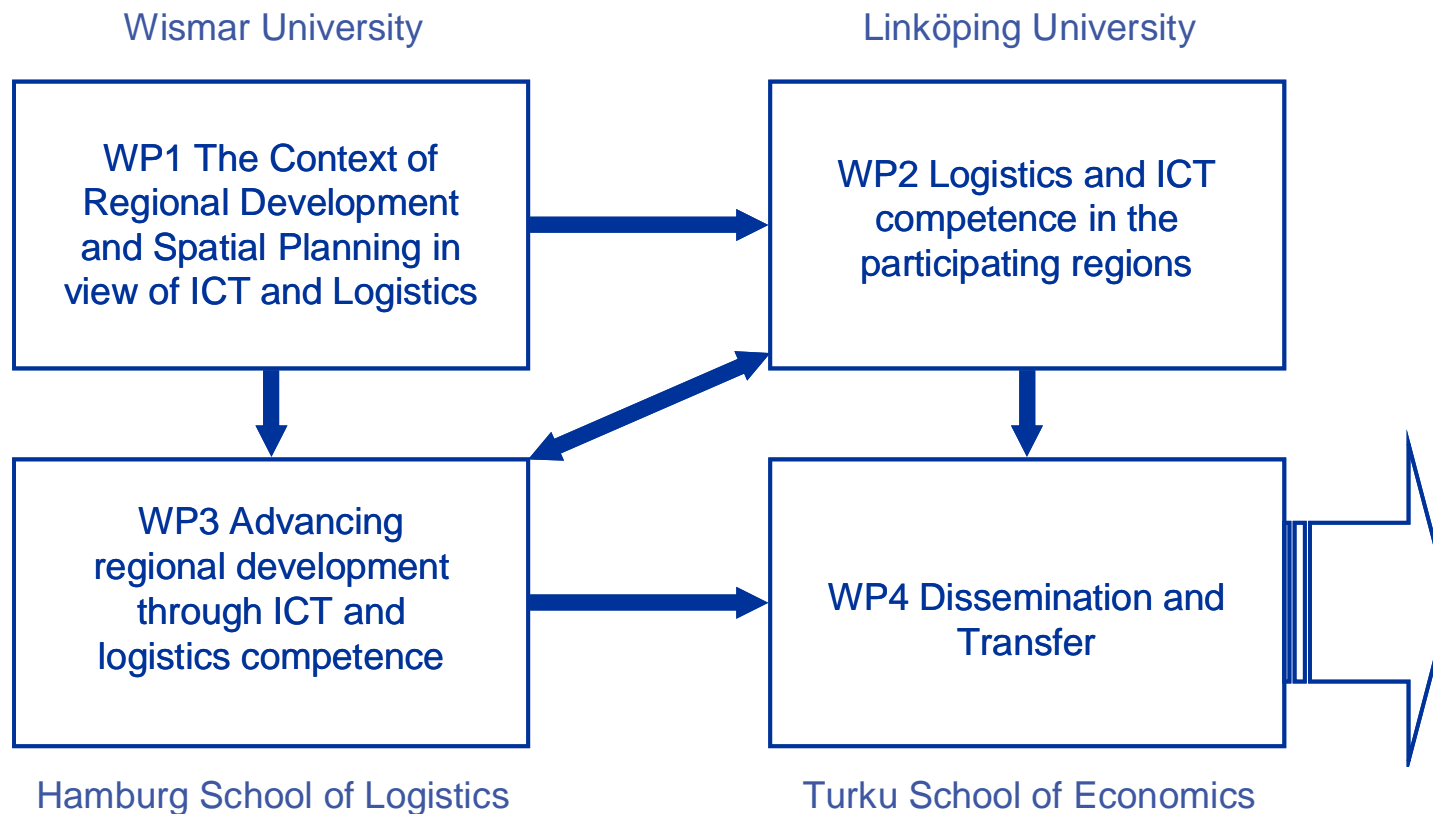 Wismar University
Linköping University
WP1 The Context of
Regional Development
and Spatial Planning in
view of ICT and Logistics
WP2 Logistics and ICT
competence in the
participating regions
WP3 Advancing
regional development
through ICT and
logistics competence
WP4 Dissemination and
Transfer
Hamburg School of Logistics
Turku School of Economics